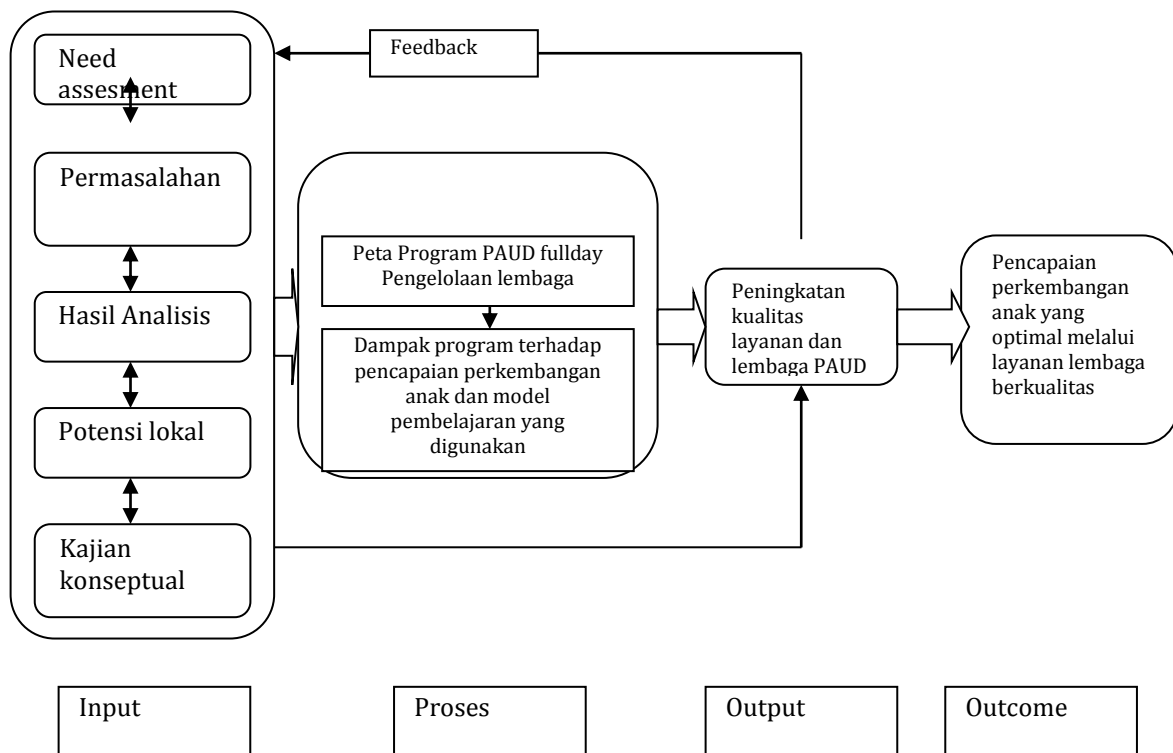 Need
assesment
Permasalahan
Hasil Analisis
Potensi lokal
Kajian
konseptual
Feedback
Peta Program PAUD fullday
Pengelolaan lembaga
Dampak program terhadap
pencapaian perkembangan
anak dan model
pembelajaran yang
digunakan
Peningkatan
kualitas
layanan dan
lembaga PAUD
Pencapaian
perkembangan
anak yang
optimal melalui
layanan lembaga
berkualitas
Input
Proses
Output
Outcome